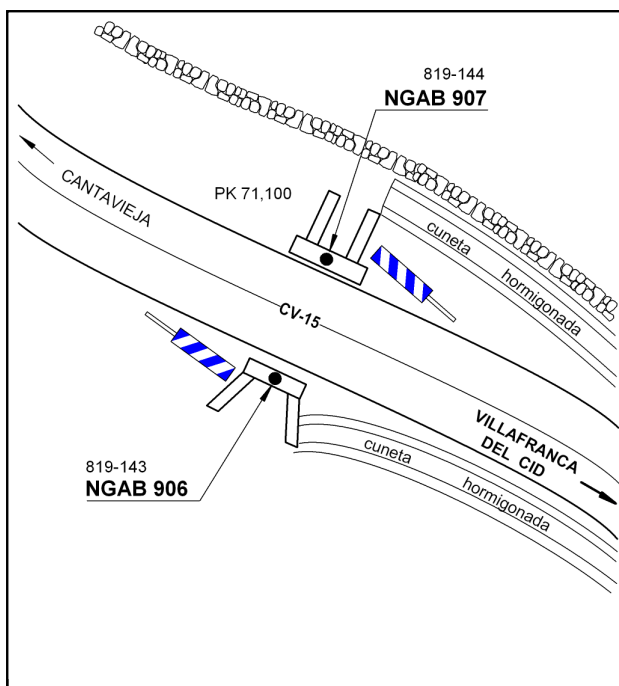 819-144
NGAB 907
CANTAVIEJA
PK 71,100
cuneta
hormigonada
CV-15
VILLAFRANCA
DEL CID
819-143
NGAB 906
cuneta
hormigonada